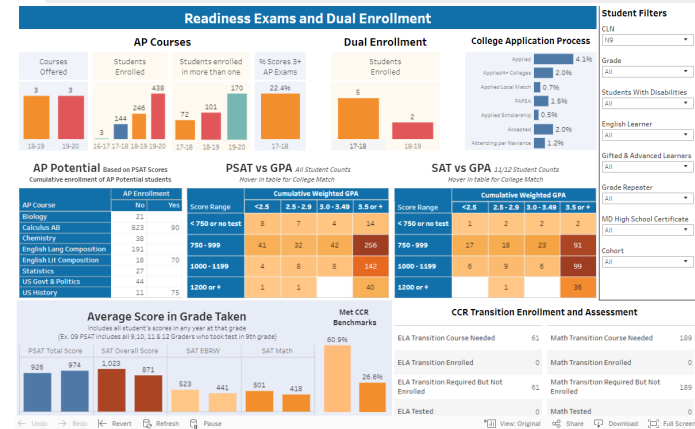 Readiness Exams and Dual Enrollment
Student Filters
CLN
N9
Grade
All
Students With Disabilities
All
English Learner
All
Gifted & Advanced Learners
All
Grade Repeater
All
MD High School Certificate
All
Cohort
All
AP Courses
Courses Offered
3 3
18-19 19-20
Students Enrolled
3 144 246 438
16-17 17-18 18-19 19-20
Students enrolled in more than one
72 101 170
17-18 18-19 19-20
% Scores 3+ AP Exams
22.4%
17-18
Dual Enrollment
Students Enrolled
5 2
17-18 18-19
College Application Process
Applied 4.1%
Applied4+ Colleges 2.0%
Applied Local Match 0.7%
FAFSA 1.5%
Applied Scholarship 0.5%
Accepted 2.0%
Attending per Naviance 1.2%
AP Potential Based on PSAT Scores
Cumulative enrollment of AP Potential students
AP Enrollment
AP Course No Yes
Biology 21
Calculus AB 823 90
Chemistry 38
English Lang Composition 191
English Lit Composition 18 70
Statistics 27
US Govt & Politics 44
US History 11 75
PSAT vs GPA All Student Counts
Hover in table for College Match
Cumulative Weighted GPA
Score Range <2.5 2.5 - 2.9 3.0 - 3.49 3.5 or +
< 750 or no test 8 7 4 14
750 - 999 41 32 42 256
1000 - 1199 4 8 8 142
1200 or + 1 1 40
SAT vs GPA 11/12 Student Counts
Hover in table for College Match
Cumulative Weighted GPA
Score Range <2.5 2.5 - 2.9 3.0 - 3.49 3.5 or +
< 750 or no test 1 2 2 2
750 - 999 17 18 23 91
1000 - 1199 6 9 6 99
1200 or + 1 36
Average Score in Grade Taken
Includes all student's scores in any year at that grade
(Ex. 09 PSAT includes all 9,10, 11 & 12 Graders who took test in 9th grade)
PSAT Total Score
926 974
SAT Overall Score
1,023 871
SAT EBRW
523 441
SAT Math
501 418
Met CCR Benchmarks
60.9%
26.6%
CCR Transition Enrollment and Assessment
ELA Transition Course Needed 61
Math Transition Course Needed 189
ELA Transition Enrolled 0
Math Transition Enrolled 0
ELA Transition Required But Not Enrolled 61
Math Transition Required But Not Enrolled 189
ELA Tested 0
Math Tested 0
Undo Redo Revert Refresh Pause View: Original Share Download Full Screen